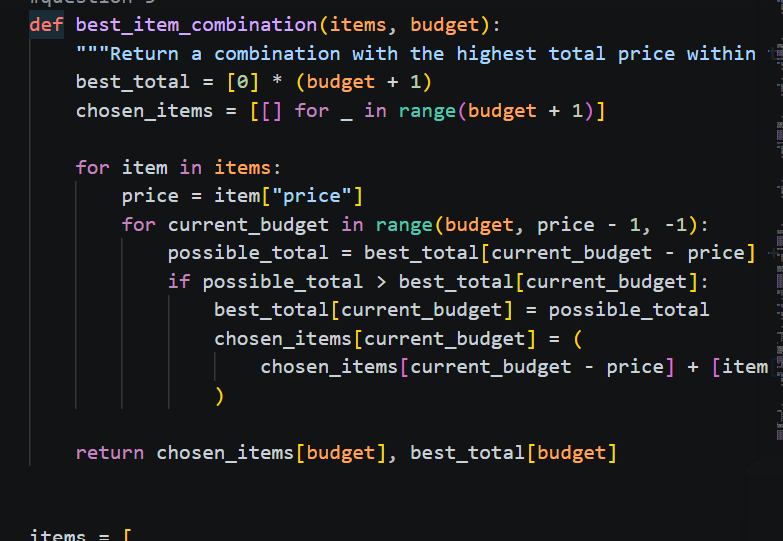 def best_item_combination(items, budget):
"""Return a combination with the highest total price within
best_total = [0] * (budget + 1)
chosen_items = [[] for _ in range(budget + 1)]
for item in items:
price = item["price"]
for current_budget in range(budget, price - 1, -1):
possible_total = best_total[current_budget - price]
if possible_total > best_total[current_budget]:
best_total[current_budget] = possible_total
chosen_items[current_budget] = (
chosen_items[current_budget - price] + [item
)
return chosen_items[budget], best_total[budget]
items = [